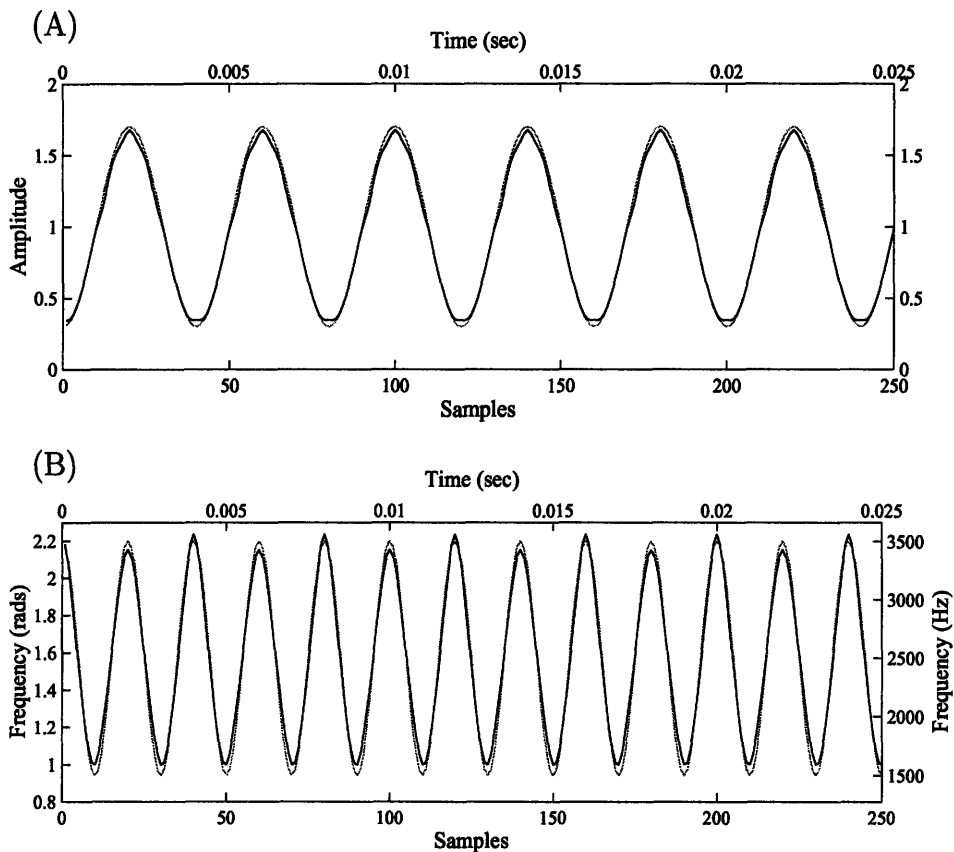 (A)
Time (sec)
0 0.005 0.01 0.015 0.02 0.025
2 2
1.5 1.5
Amplitude
1 1
0.5 0.5
0 0
0 50 100 150 200 250
Samples
(B)
Time (sec)
0 0.005 0.01 0.015 0.02 0.025
2.2 3500
2
1.8 3000
Frequency (rads)
1.6 2500
Frequency (Hz)
1.4
1.2 2000
1 1500
0.8
0 50 100 150 200 250
Samples